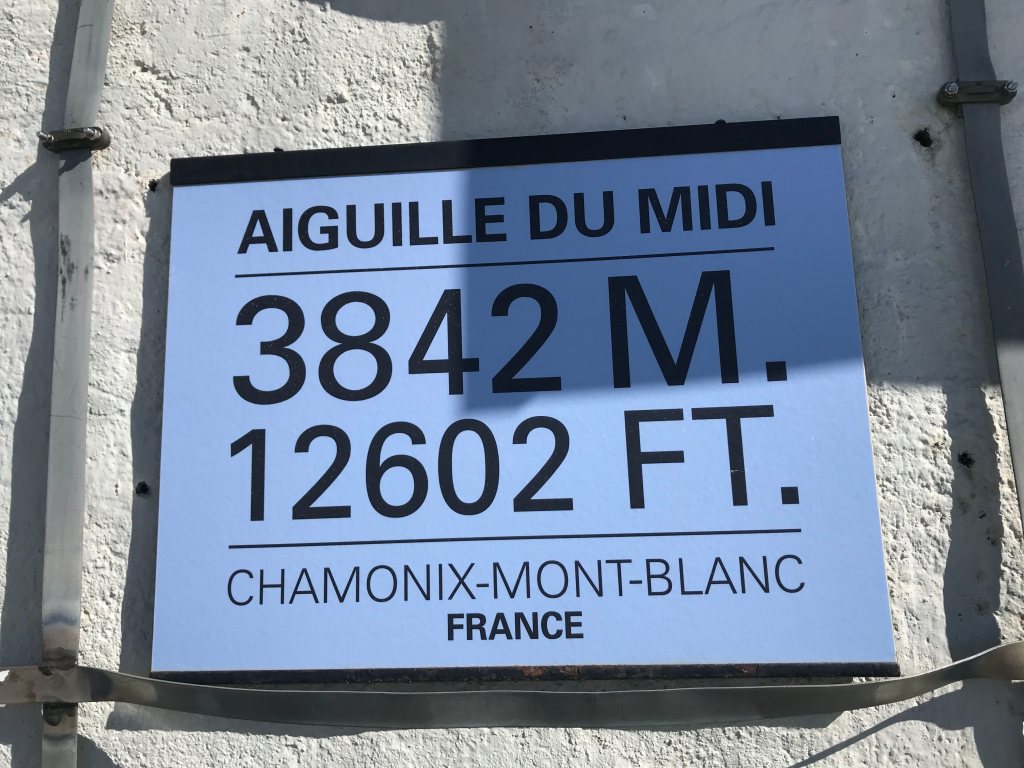 AIGUILLE DU MIDI
3842 M.
12602 FT.
CHAMONIX-MONT-BLANC
FRANCE